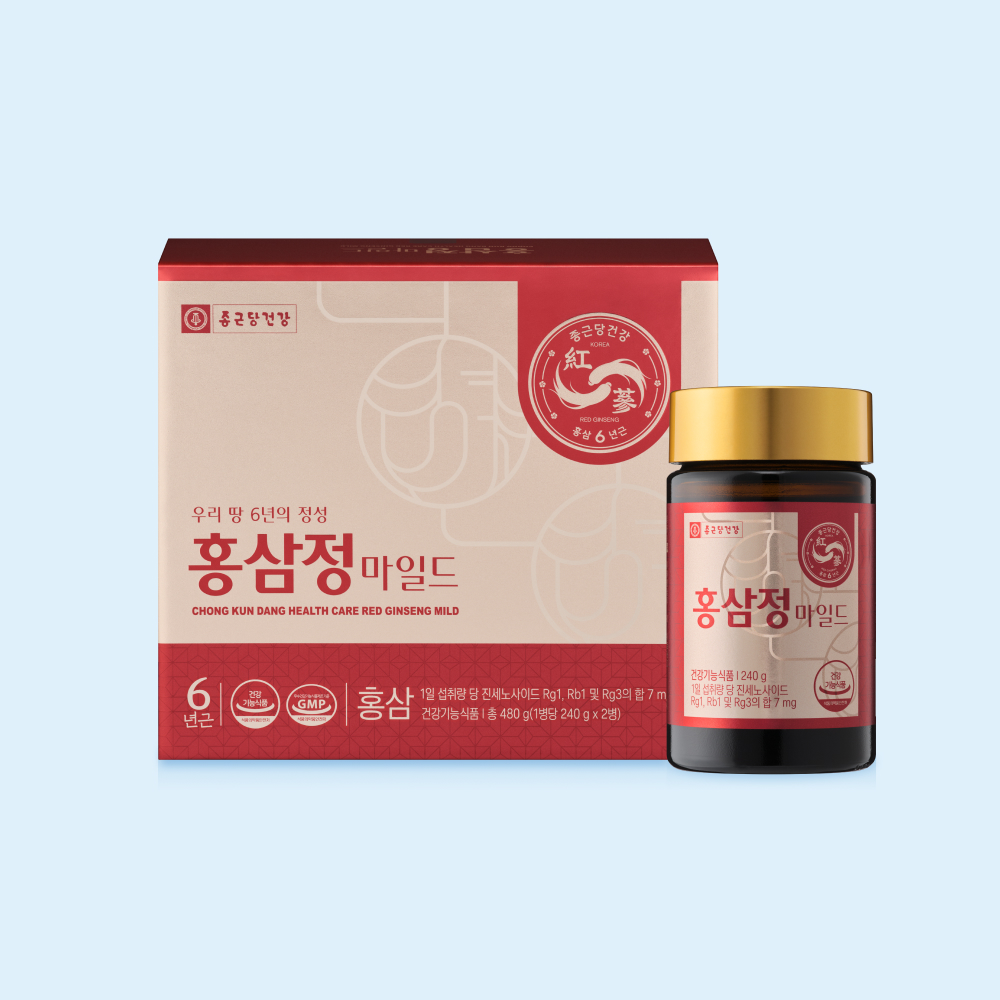 종근당건강
종근당건강
KOREA
紅
蔘
RED GINSENG
홍삼 6년근
우리 땅 6년의 정성
홍삼정 마일드
CHONG KUN DANG HEALTH CARE RED GINSENG MILD
6
년근
건강
기능식품
GMP
홍삼
1일 섭취량 당 진세노사이드 Rg1, Rb1 및 Rg3의 합 7 m
건강기능식품 | 총 480 g(1병당 240 g x 2병)
종근당건강
종근당건강
紅
蔘
홍삼정 마일드
건강기능식품 | 240 g
1일 섭취량 당 진세노사이드
Rg1, Rb1 및 Rg3의 합 7 mg
건강
기능식품